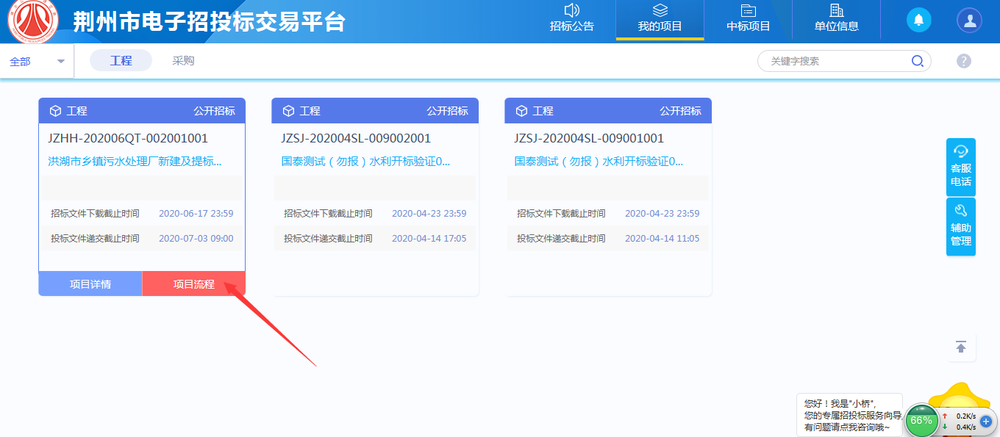 荆州市电子招投标交易平台
招标公告
我的项目
中标项目
单位信息
全部
工程
采购
关键字搜索
?
工程 公开招标
JZHH-202006QT-002001001
洪湖市乡镇污水处理厂新建及提标...
招标文件下载截止时间 2020-06-17 23:59
投标文件递交截止时间 2020-07-03 09:00
项目详情 项目流程
工程 公开招标
JZSJ-202004SL-009002001
国泰测试（勿报）水利开标验证0...
招标文件下载截止时间 2020-04-23 23:59
投标文件递交截止时间 2020-04-14 17:05
工程 公开招标
JZSJ-202004SL-009001001
国泰测试（勿报）水利开标验证0...
招标文件下载截止时间 2020-04-23 23:59
投标文件递交截止时间 2020-04-14 11:05
客服
电话
辅助
管理
您好！我是"小桥",
您的专属招投标服务向导,
有问题请点我咨询哦~
66%
0.2K/s
0.4K/s